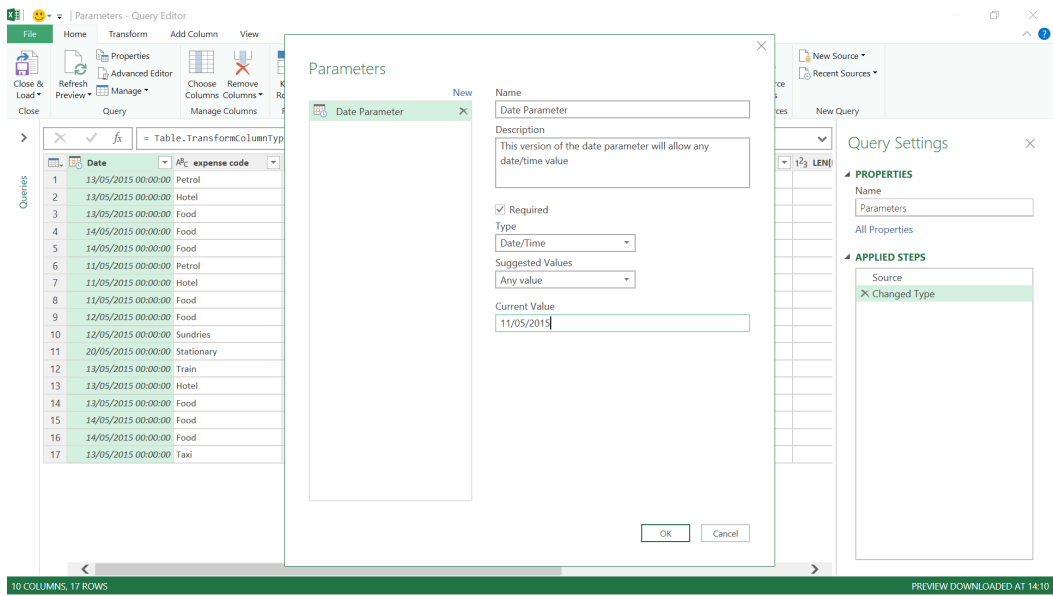 Parameters - Query Editor
File Home Transform Add Column View
Close & Load
Refresh Preview
Properties
Advanced Editor
Manage
Choose Columns
Remove Columns
New Source
Recent Sources
Close
Query
Manage Columns
New Query
Parameters
New
Date Parameter
Name
Date Parameter
Description
This version of the date parameter will allow any
date/time value
Required
Type
Date/Time
Suggested Values
Any value
Current Value
11/05/2015
OK Cancel
fx = Table.TransformColumnTyp
Queries
Date ABC expense code
123 LEN(
1 13/05/2015 00:00:00 Petrol
2 13/05/2015 00:00:00 Hotel
3 13/05/2015 00:00:00 Food
4 14/05/2015 00:00:00 Food
5 14/05/2015 00:00:00 Food
6 11/05/2015 00:00:00 Petrol
7 11/05/2015 00:00:00 Hotel
8 11/05/2015 00:00:00 Food
9 12/05/2015 00:00:00 Food
10 12/05/2015 00:00:00 Sundries
11 20/05/2015 00:00:00 Stationary
12 13/05/2015 00:00:00 Train
13 13/05/2015 00:00:00 Hotel
14 13/05/2015 00:00:00 Food
15 14/05/2015 00:00:00 Food
16 14/05/2015 00:00:00 Food
17 13/05/2015 00:00:00 Taxi
Query Settings
PROPERTIES
Name
Parameters
All Properties
APPLIED STEPS
Source
Changed Type
10 COLUMNS, 17 ROWS
PREVIEW DOWNLOADED AT 14:10